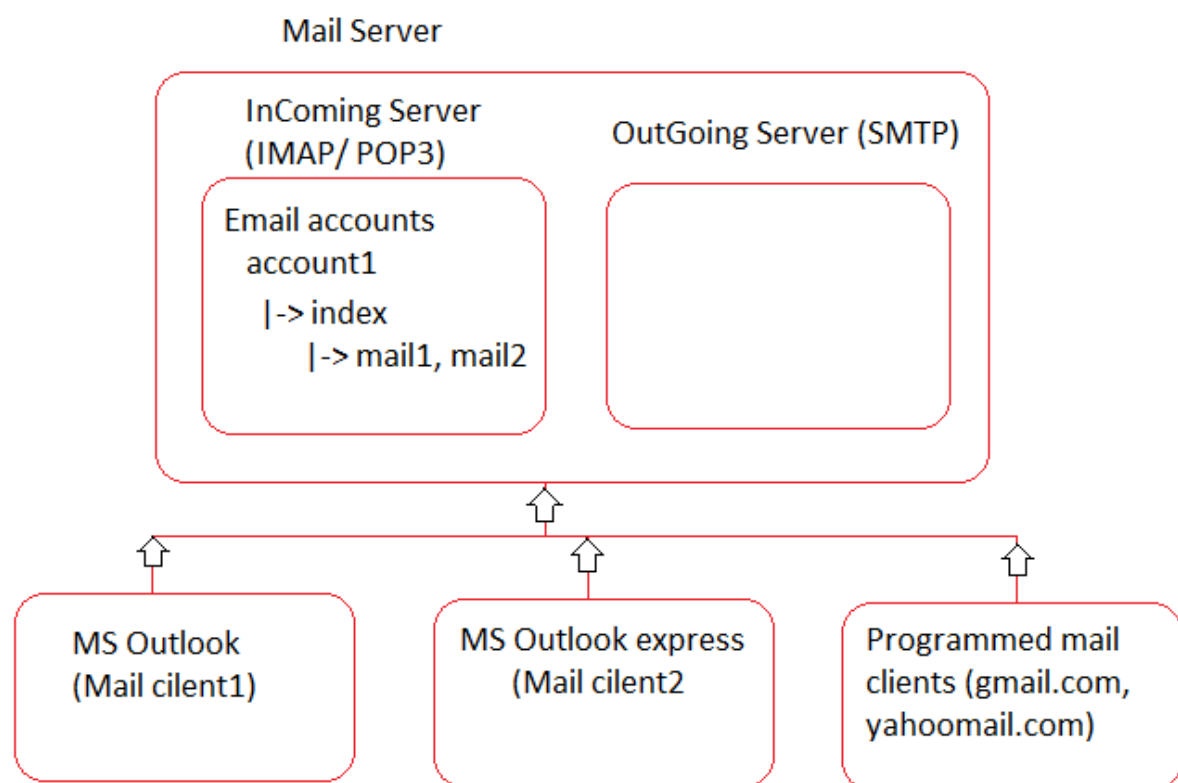 Mail Server
InComing Server
(IMAP/ POP3)
OutGoing Server (SMTP)
Email accounts
account1
|-> index
|-> mail1, mail2
MS Outlook
(Mail cilent1)
MS Outlook express
(Mail cilent2
Programmed mail
clients (gmail.com,
yahoomail.com)